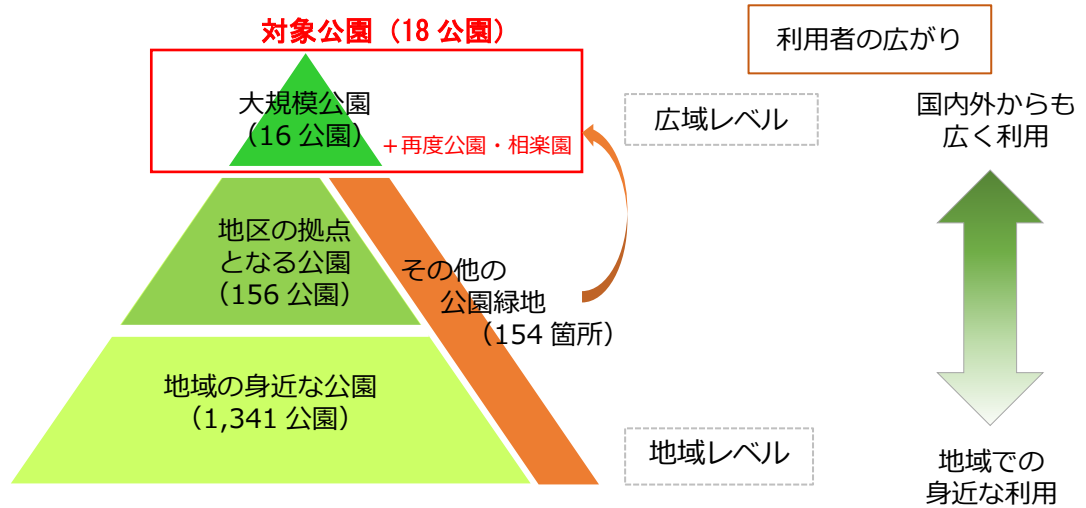 対象公園（18 公園）
大規模公園
（16 公園）
＋再度公園・相楽園
地区の拠点
となる公園
（156 公園）
その他の
公園緑地
（154 箇所）
地域の身近な公園
（1,341 公園）
利用者の広がり
広域レベル
国内外からも
広く利用
地域レベル
地域での
身近な利用